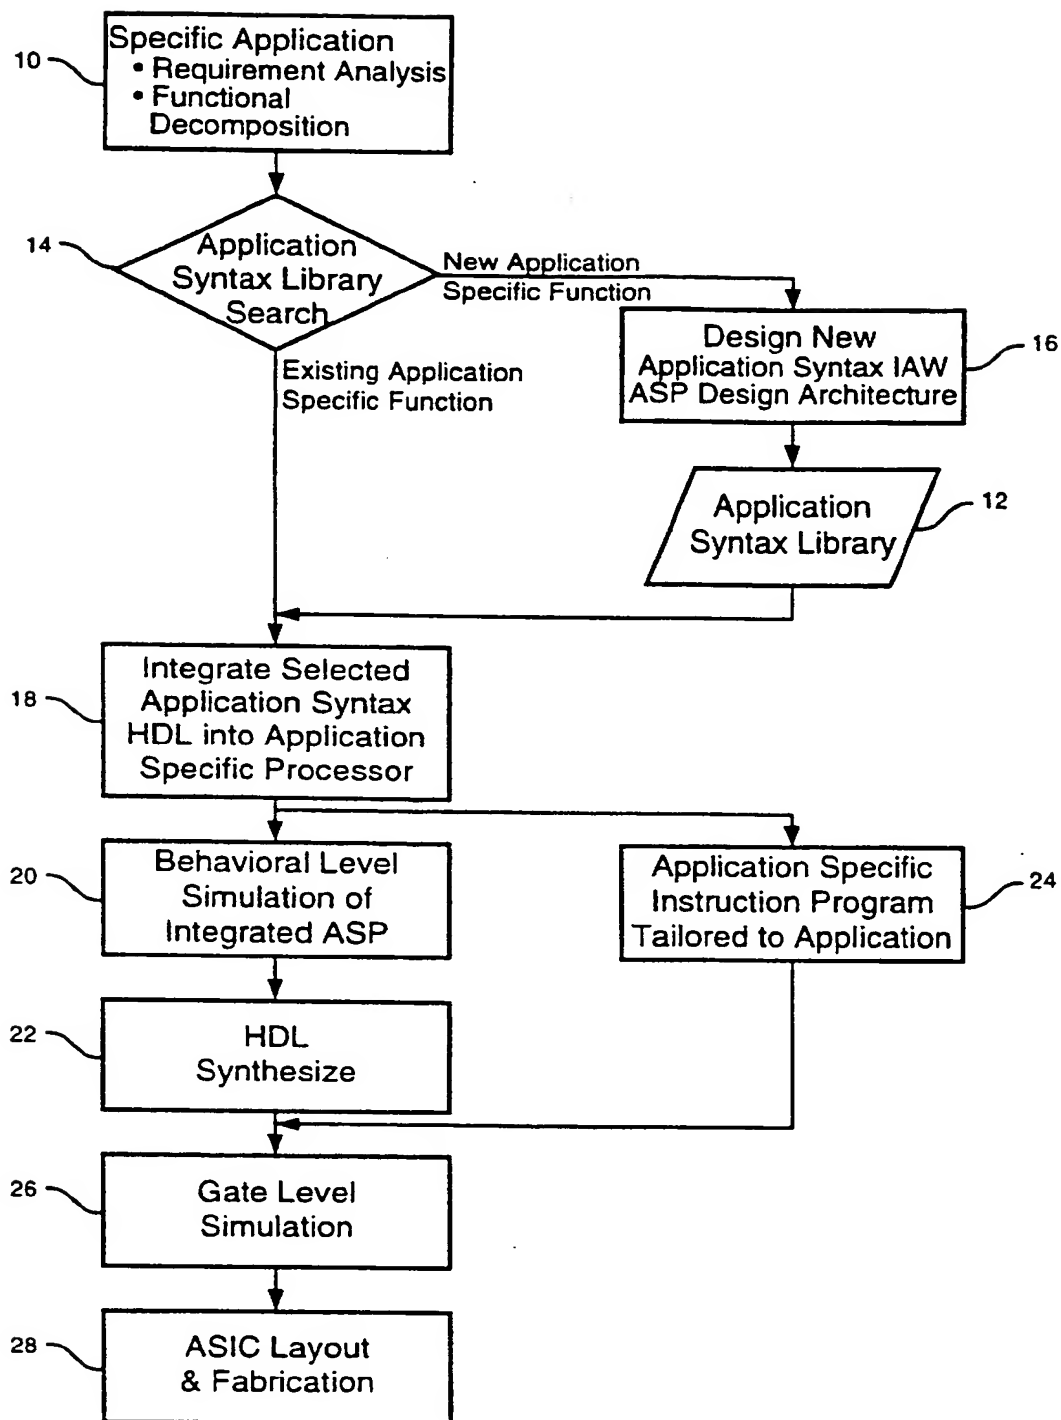 Specific Application
• Requirement Analysis
• Functional
Decomposition
10
Application
Syntax Library
Search
14
New Application
Specific Function
Existing Application
Specific Function
Design New
Application Syntax IAW
ASP Design Architecture
16
Application
Syntax Library
12
Integrate Selected
Application Syntax
HDL into Application
Specific Processor
18
Behavioral Level
Simulation of
Integrated ASP
20
Application Specific
Instruction Program
Tailored to Application
24
HDL
Synthesize
22
Gate Level
Simulation
26
ASIC Layout
& Fabrication
28